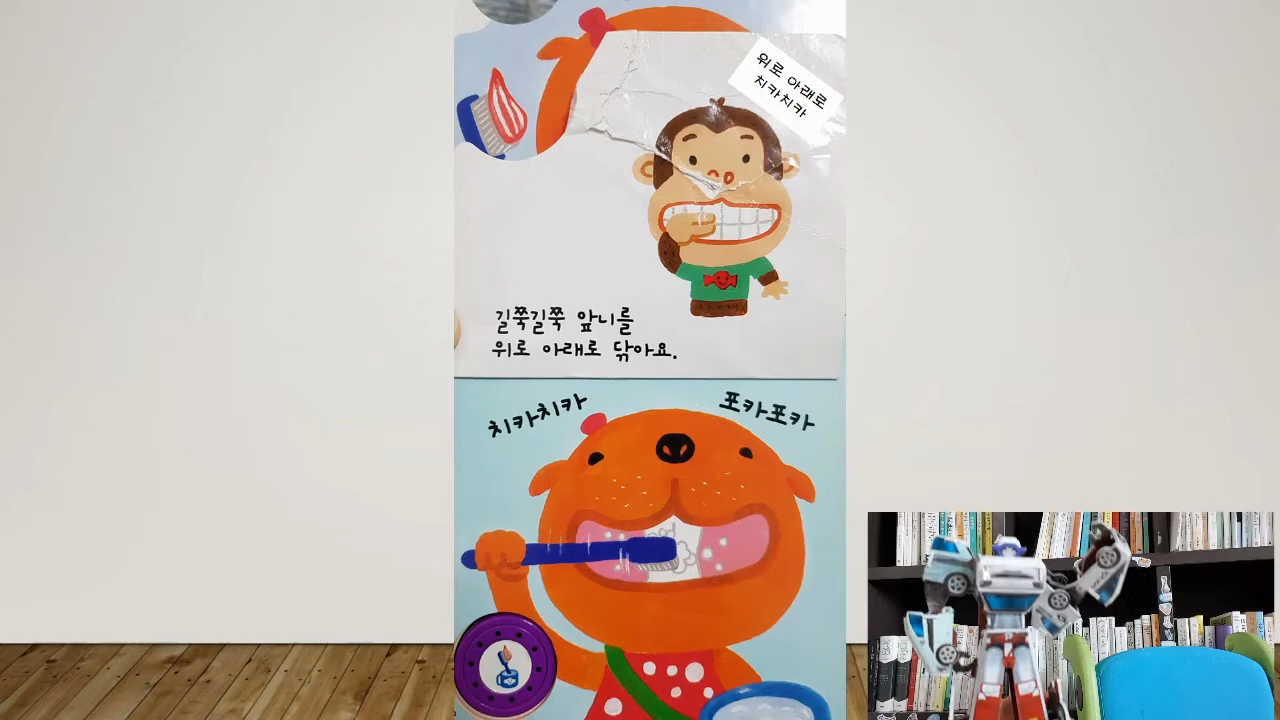 위로 아래로
치카치카
길쭉길쭉 앞니를
위로 아래로 닦아요.
치카치카
포카포카